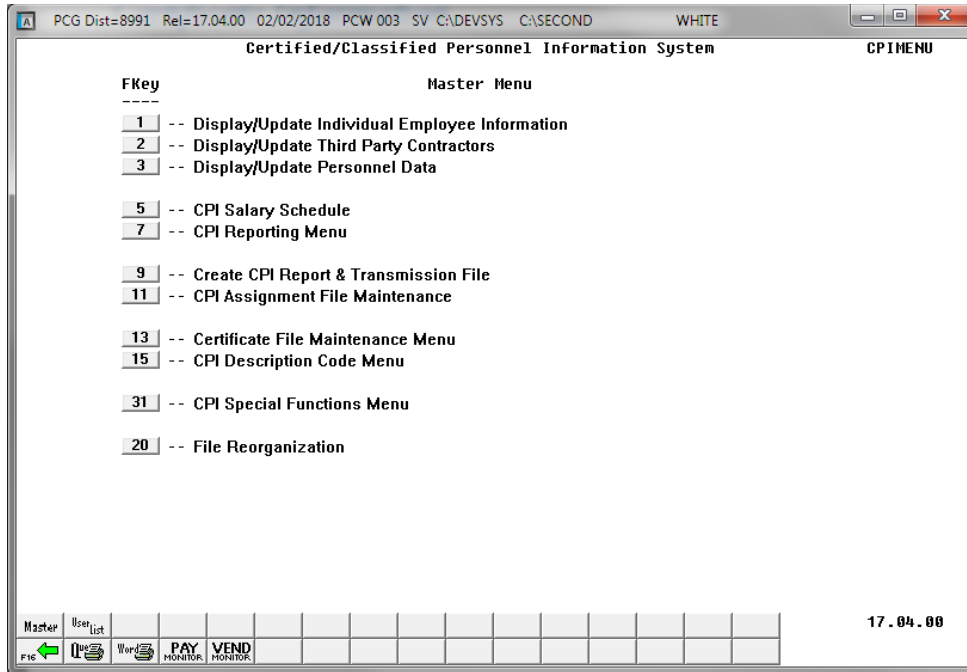 A PCG Dist=8991 Rel=17.04.00 02/02/2018 PCW 003 SV C:\DEVSYS C:\SECOND WHITE
Certified/Classified Personnel Information System CPIMENU
FKey Master Menu
----
1 -- Display/Update Individual Employee Information
2 -- Display/Update Third Party Contractors
3 -- Display/Update Personnel Data
5 -- CPI Salary Schedule
7 -- CPI Reporting Menu
9 -- Create CPI Report & Transmission File
11 -- CPI Assignment File Maintenance
13 -- Certificate File Maintenance Menu
15 -- CPI Description Code Menu
31 -- CPI Special Functions Menu
20 -- File Reorganization
Master User List 17.04.00
F16 Que Word PAY MONITOR VEND MONITOR